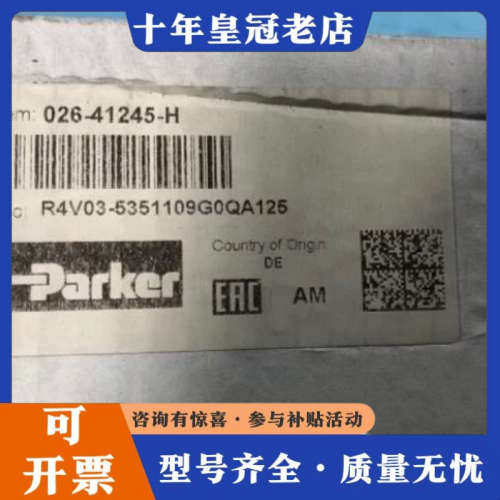 十年皇冠老店
em: 026-41245-H
R4V03-5351109G0QA125
Country of Origin
DE
Parker
EAC AM
咨询有惊喜·参与补贴活动
可开票
型号齐全·质量无忧